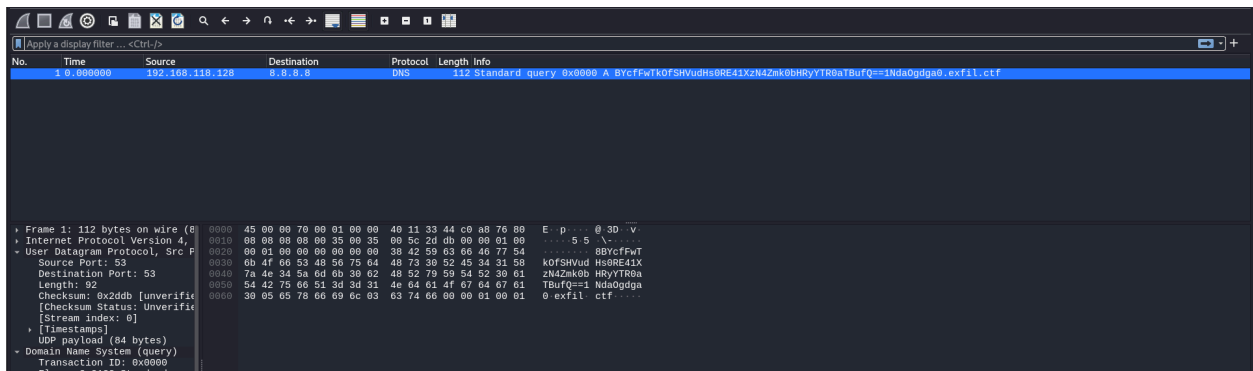 Apply a display filter ... <Ctrl-/>
No. Time Source Destination Protocol Length Info
1 0.000000 192.168.118.128 8.8.8.8 DNS 112 Standard query 0x0000 A BYcfFwTkOfSHVudHs0RE41XzN4Zmk0bHRyYTR0aTBufQ==1NdaOgdga0.exfil.ctf
Frame 1: 112 bytes on wire (8
Internet Protocol Version 4,
User Datagram Protocol, Src P
Source Port: 53
Destination Port: 53
Length: 92
Checksum: 0x2ddb [unverifie
[Checksum Status: Unverifie
[Stream index: 0]
[Timestamps]
UDP payload (84 bytes)
Domain Name System (query)
Transaction ID: 0x0000
0000 45 00 00 70 00 01 00 00 40 11 33 44 c0 a8 76 80 E··p···· @·3D··v·
0010 08 08 08 08 00 35 00 35 00 5c 2d db 00 00 01 00 ·····5·5 ·\-·····
0020 00 01 00 00 00 00 00 00 38 42 59 63 66 46 77 54 ········ 8BYcfFwT
0030 6b 4f 66 53 48 56 75 64 48 73 30 52 45 34 31 58 kOfSHVud Hs0RE41X
0040 7a 4e 34 5a 6d 6b 30 62 48 52 79 59 54 52 30 61 zN4Zmk0b HRyYTR0a
0050 54 42 75 66 51 3d 3d 31 4e 64 61 4f 67 64 67 61 TBufQ==1 NdaOgdga
0060 30 05 65 78 66 69 6c 03 63 74 66 00 00 01 00 01 0·exfil· ctf·····